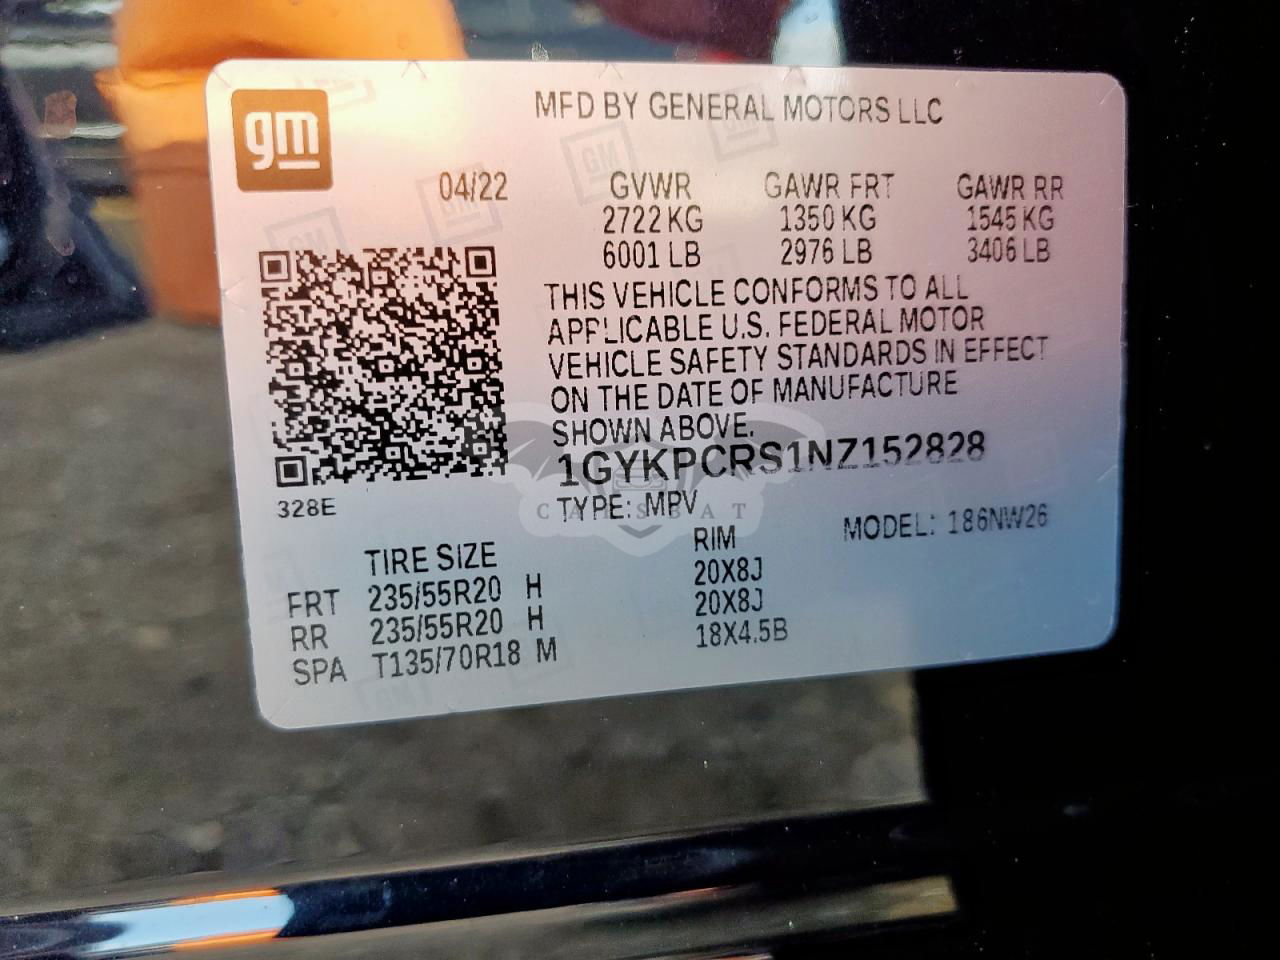 gm
MFD BY GENERAL MOTORS LLC
04/22 GVWR GAWR FRT GAWR RR
2722 KG 1350 KG 1545 KG
6001 LB 2976 LB 3406 LB
THIS VEHICLE CONFORMS TO ALL
APPLICABLE U.S. FEDERAL MOTOR
VEHICLE SAFETY STANDARDS IN EFFECT
ON THE DATE OF MANUFACTURE
SHOWN ABOVE.
1GYKPCRS1NZ152828
328E
TYPE: MPV MODEL: 186NW26
CARSBAT
TIRE SIZE RIM
FRT 235/55R20 H 20X8J
RR 235/55R20 H 20X8J
SPA T135/70R18 M 18X4.5B